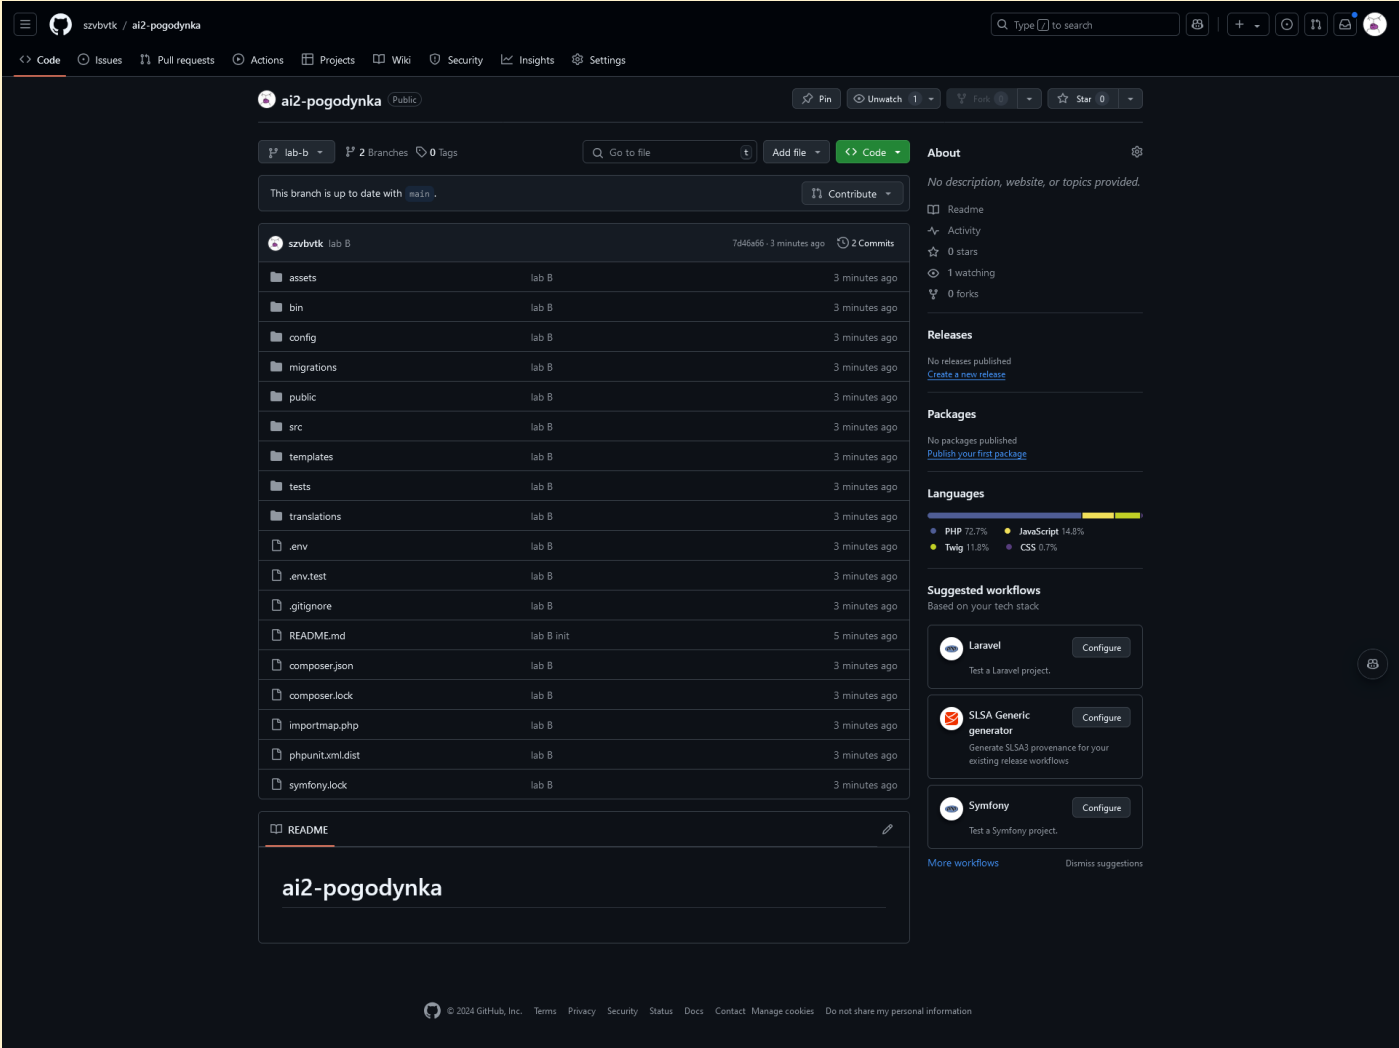 szvbvtk / ai2-pogodynka
Type / to search
Code Issues Pull requests Actions Projects Wiki Security Insights Settings
ai2-pogodynka Public
Pin Unwatch 1 Fork 0 Star 0
lab-b 2 Branches 0 Tags Go to file t Add file Code
This branch is up to date with main .
Contribute
szvbvtk lab B 7d46a66 · 3 minutes ago 2 Commits
assets lab B 3 minutes ago
bin lab B 3 minutes ago
config lab B 3 minutes ago
migrations lab B 3 minutes ago
public lab B 3 minutes ago
src lab B 3 minutes ago
templates lab B 3 minutes ago
tests lab B 3 minutes ago
translations lab B 3 minutes ago
.env lab B 3 minutes ago
.env.test lab B 3 minutes ago
.gitignore lab B 3 minutes ago
README.md lab B init 5 minutes ago
composer.json lab B 3 minutes ago
composer.lock lab B 3 minutes ago
importmap.php lab B 3 minutes ago
phpunit.xml.dist lab B 3 minutes ago
symfony.lock lab B 3 minutes ago
README
ai2-pogodynka
About
No description, website, or topics provided.
Readme
Activity
0 stars
1 watching
0 forks
Releases
No releases published
Create a new release
Packages
No packages published
Publish your first package
Languages
PHP 72.7% JavaScript 14.8%
Twig 11.8% CSS 0.7%
Suggested workflows
Based on your tech stack
Laravel Configure
Test a Laravel project.
SLSA Generic
generator
Configure
Generate SLSA3 provenance for your
existing release workflows
Symfony Configure
Test a Symfony project.
More workflows Dismiss suggestions
© 2024 GitHub, Inc. Terms Privacy Security Status Docs Contact Manage cookies Do not share my personal information